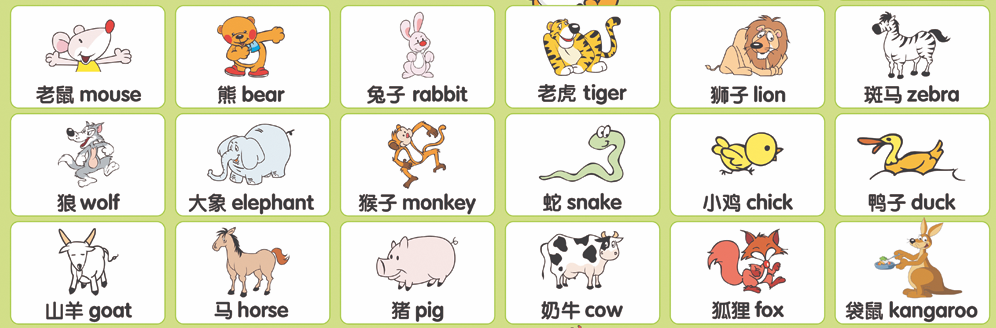 老鼠 mouse
熊 bear
兔子 rabbit
老虎 tiger
狮子 lion
斑马 zebra
狼 wolf
大象 elephant
猴子 monkey
蛇 snake
小鸡 chick
鸭子 duck
山羊 goat
马 horse
猪 pig
奶牛 cow
狐狸 fox
袋鼠 kangaroo